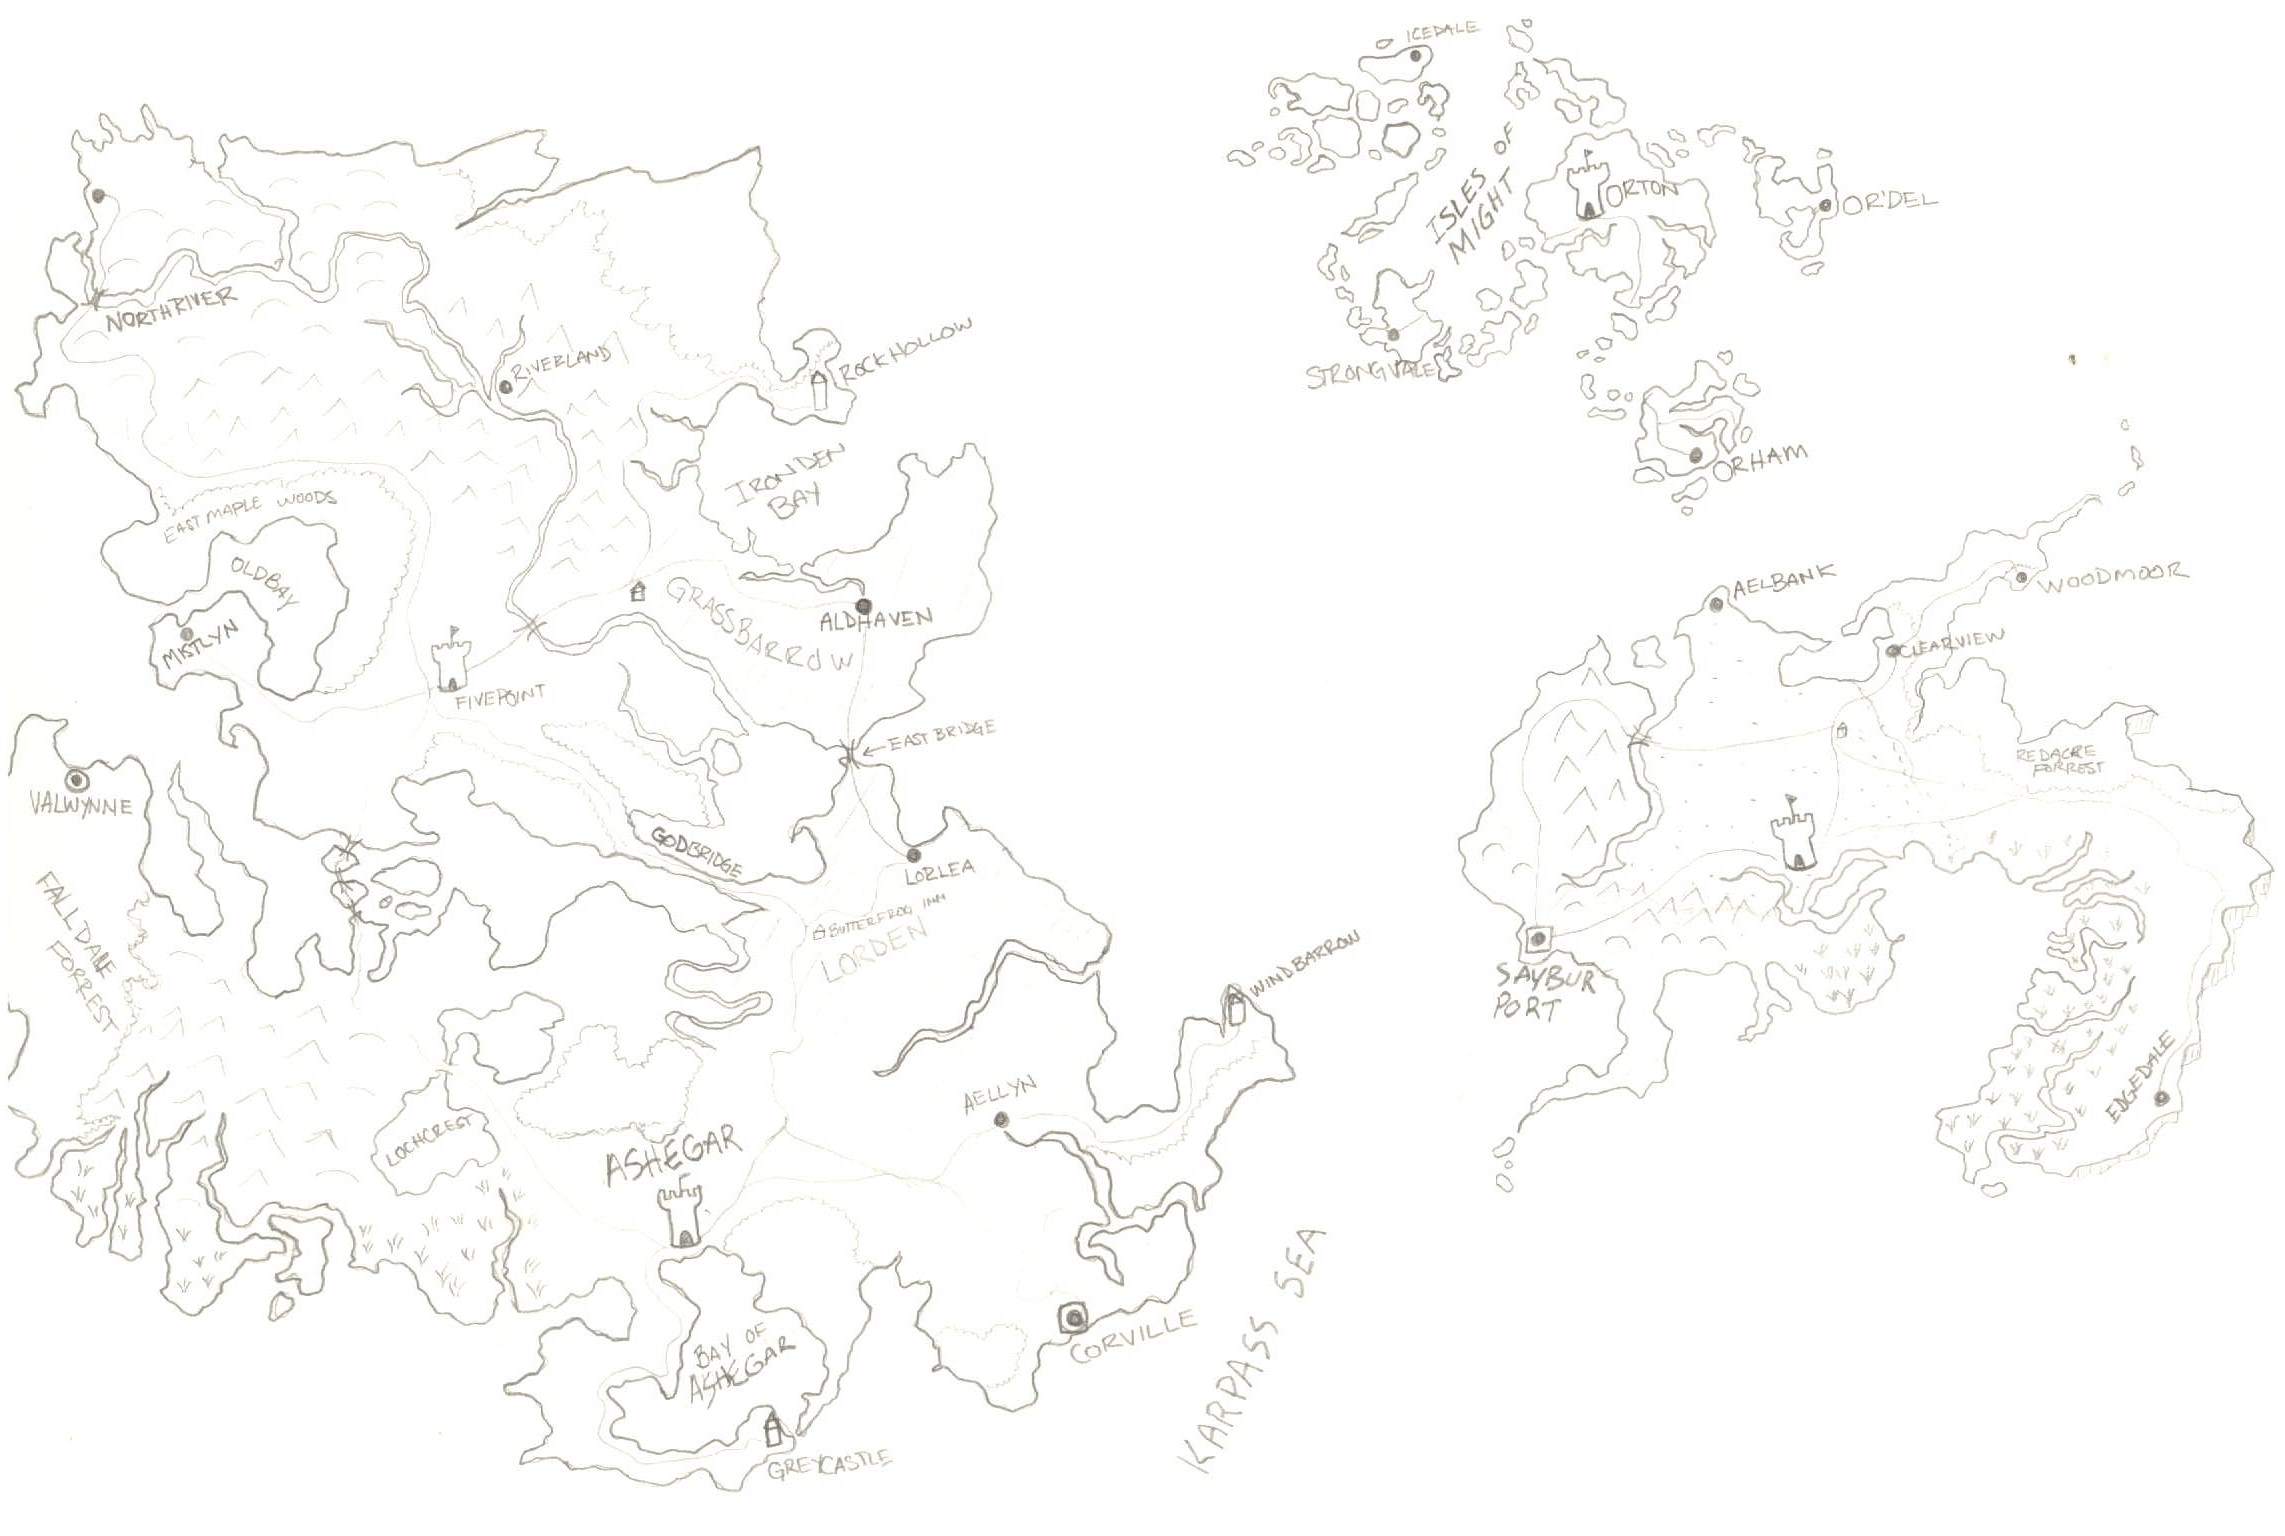 ICEDALE
ISLES OF
MIGHT
ORTON
OR'DEL
STRONGVALE
ORHAM
NORTHRIVER
RIVERLAND
ROCKHOLLOW
IRONDEN
BAY
EAST MAPLE WOODS
OLDBAY
MISTLYN
GRASSBARROW
ALDHAVEN
FIVEPOINT
EAST BRIDGE
VALWYNNE
GODBRIDGE
LORLEA
BUTTERFROG INN
LORDEN
FALLDALE
FORREST
WINDBARROW
AELLYN
LOCHCREST
ASHEGAR
BAY OF
ASHEGAR
GREYCASTLE
CORVILLE
KARPASS SEA
AELBANK
WOODMOOR
CLEARVIEW
REDACRE
FORREST
SAYBUR
PORT
EDGEDALE